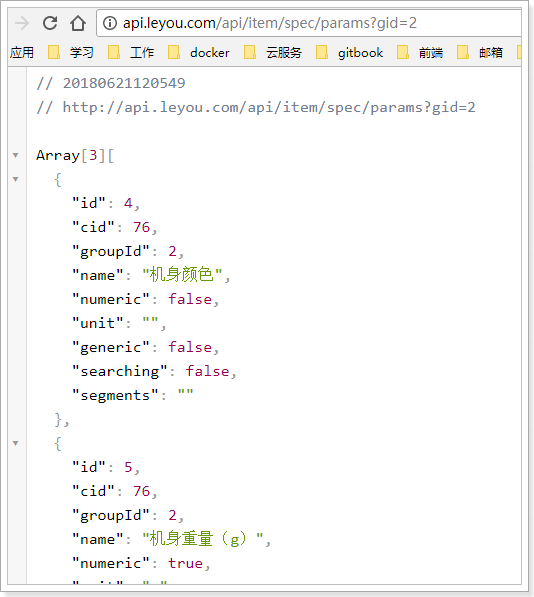 api.leyou.com/api/item/spec/params?gid=2
应用 学习 工作 docker 云服务 gitbook 前端 邮箱
// 20180621120549
// http://api.leyou.com/api/item/spec/params?gid=2
Array[3][
{
"id": 4,
"cid": 76,
"groupId": 2,
"name": "机身颜色",
"numeric": false,
"unit": "",
"generic": false,
"searching": false,
"segments": ""
},
{
"id": 5,
"cid": 76,
"groupId": 2,
"name": "机身重量（g）",
"numeric": true,